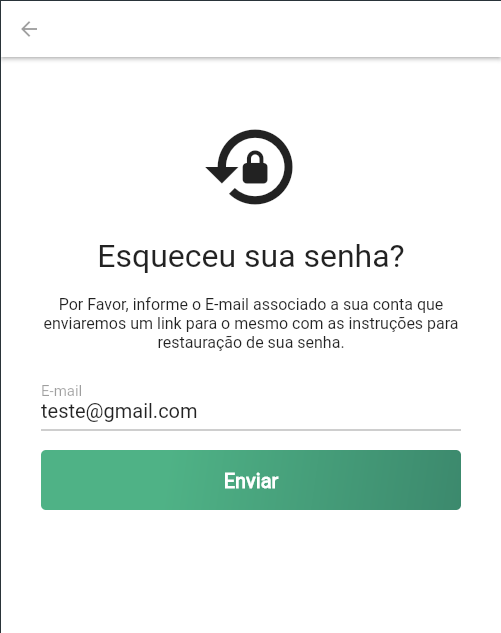 Esqueceu sua senha?
Por Favor, informe o E-mail associado a sua conta que
enviaremos um link para o mesmo com as instruções para
restauração de sua senha.
E-mail
teste@gmail.com
Enviar